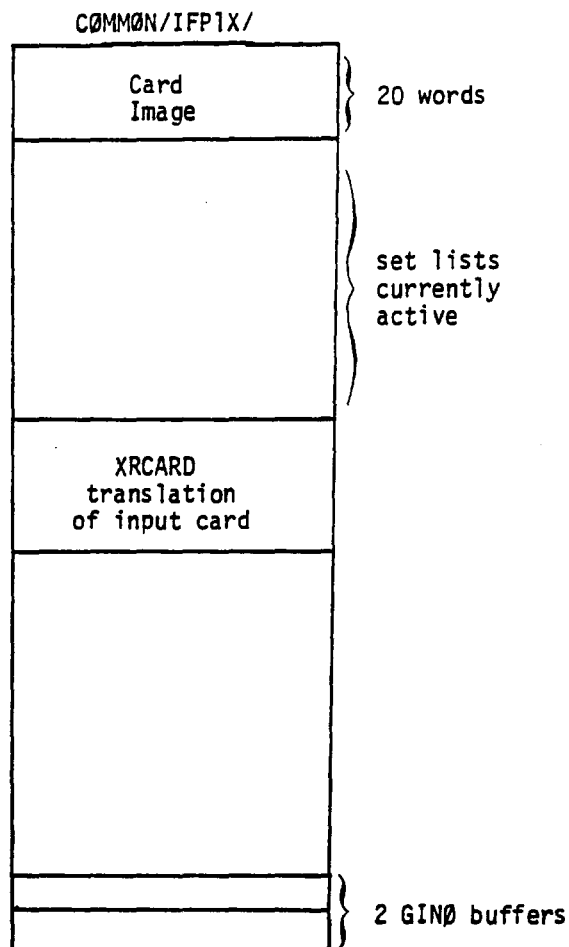 CØMMØN/IFP1X/
Card
Image
20 words
set lists
currently
active
XRCARD
translation
of input card
2 GINØ buffers